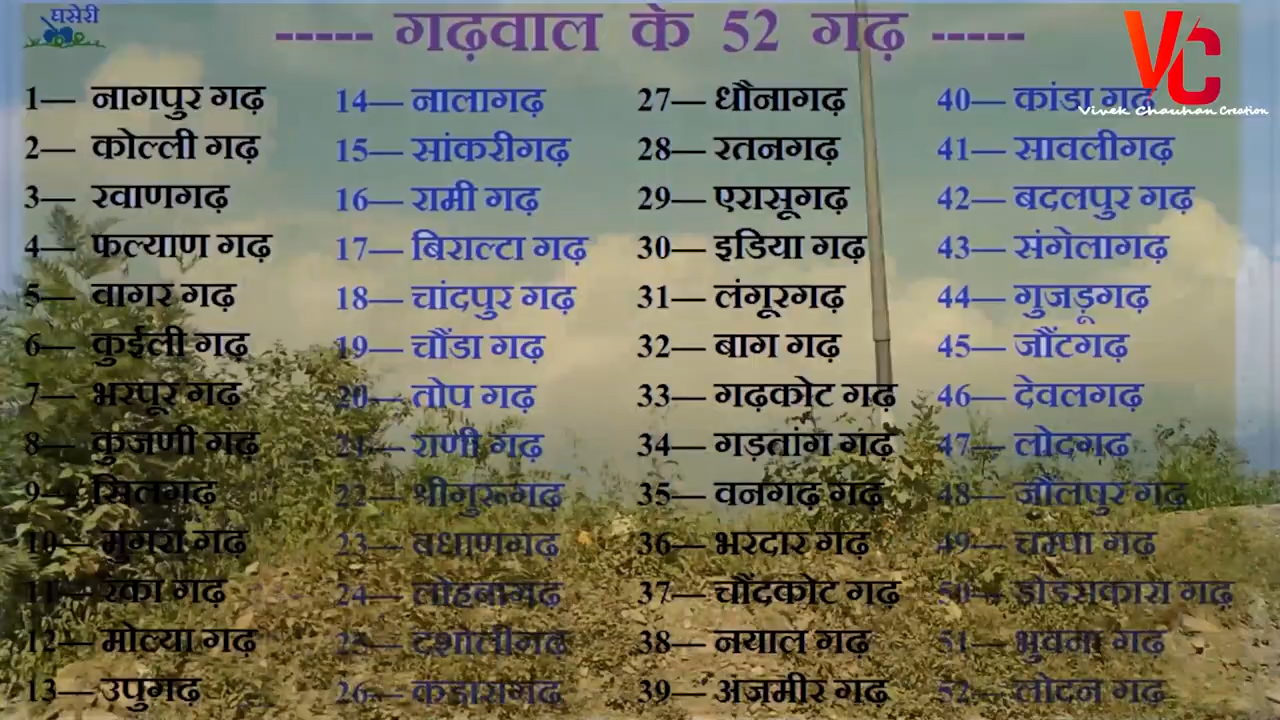 घसेरी
----- गढ़वाल के 52 गढ़ -----
VC
Vivek Chauhan Creation
1— नागपुर गढ़
2— कोल्ली गढ़
3— रवाणगढ़
4— फल्याण गढ़
5— वागर गढ़
6— कुईली गढ़
7— भरपूर गढ़
8— कुजणी गढ़
9— सिलगढ़
10— मुंगरा गढ़
11— रैका गढ़
12— मोल्या गढ़
13— उपुगढ़
14— नालागढ़
15— सांकरीगढ़
16— रामी गढ़
17— बिराल्टा गढ़
18— चांदपुर गढ़
19— चौंडा गढ़
20— तोप गढ़
21— राणी गढ़
22— श्रीगुरूगढ़
23— बधाणगढ़
24— लोहबागढ़
25— दशोलीगढ़
26— कंडारागढ़
27— धौनागढ़
28— रतनगढ़
29— एरासूगढ़
30— इडिया गढ़
31— लंगूरगढ़
32— बाग गढ़
33— गढ़कोट गढ़
34— गड़तांग गढ़
35— वनगढ़ गढ़
36— भरदार गढ़
37— चौंदकोट गढ़
38— नयाल गढ़
39— अजमीर गढ़
40— कांडा गढ़
41— सावलीगढ़
42— बदलपुर गढ़
43— संगेलागढ़
44— गुजड़ूगढ़
45— जौंटगढ़
46— देवलगढ़
47— लोदगढ़
48— जौंलपुर गढ़
49— चम्पा गढ़
50— डोडराकांरा गढ़
51— भुवना गढ़
52— लोदन गढ़